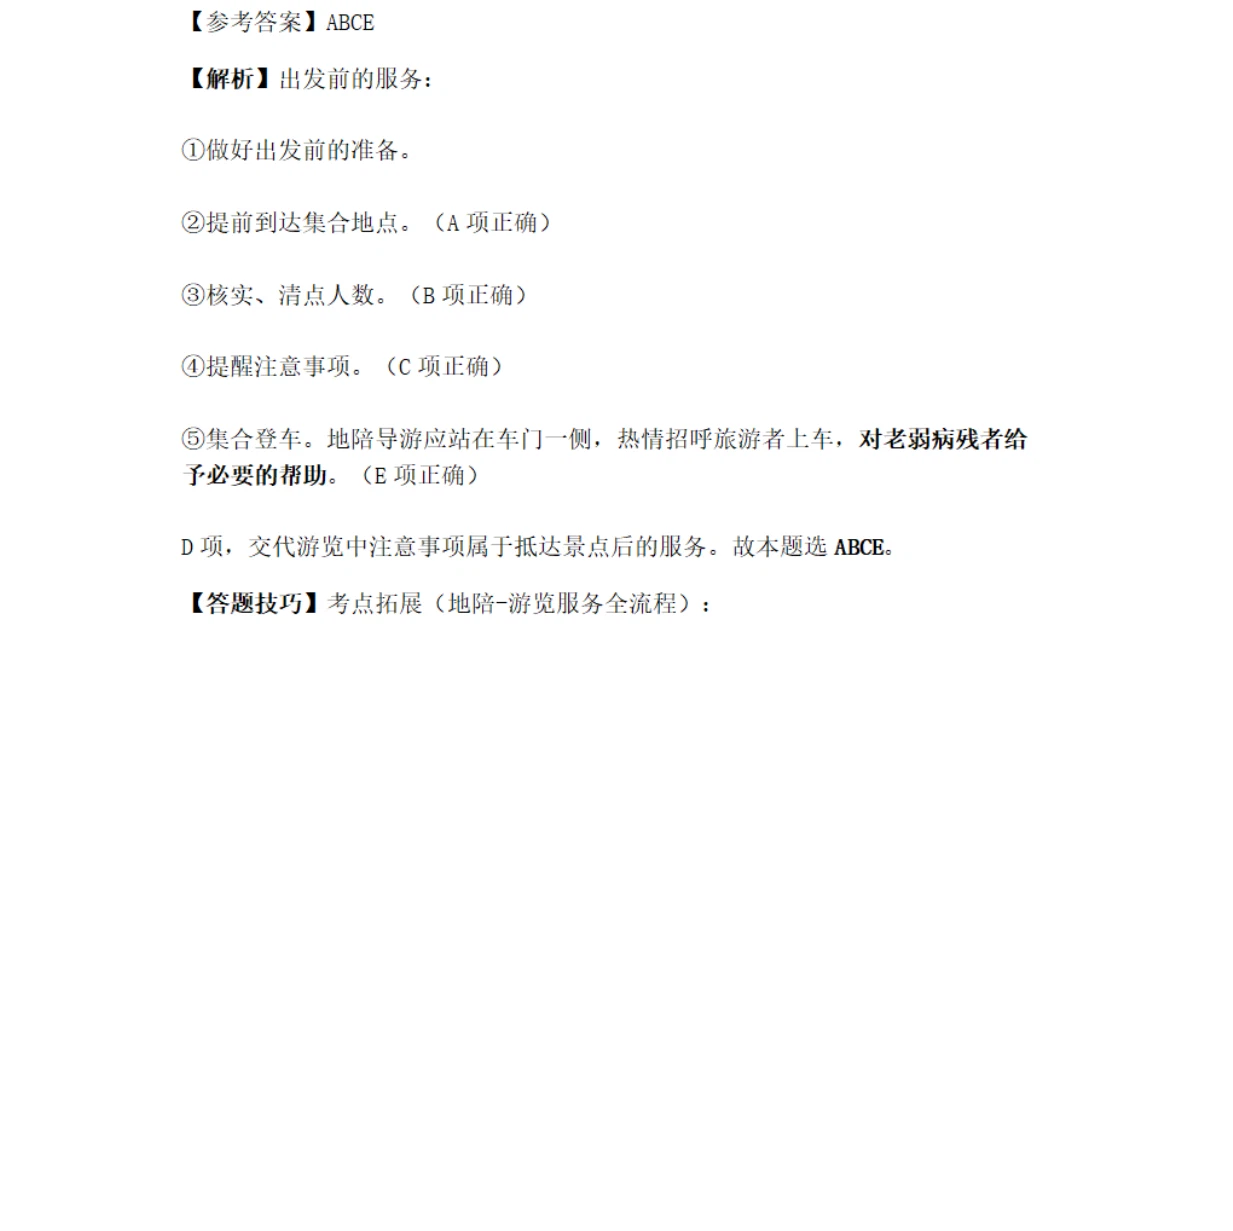 【参考答案】ABCE
【解析】出发前的服务：
①做好出发前的准备。
②提前到达集合地点。（A 项正确）
③核实、清点人数。（B 项正确）
④提醒注意事项。（C 项正确）
⑤集合登车。地陪导游应站在车门一侧，热情招呼旅游者上车，对老弱病残者给
予必要的帮助。（E 项正确）
D 项，交代游览中注意事项属于抵达景点后的服务。故本题选 ABCE。
【答题技巧】考点拓展（地陪-游览服务全流程）：